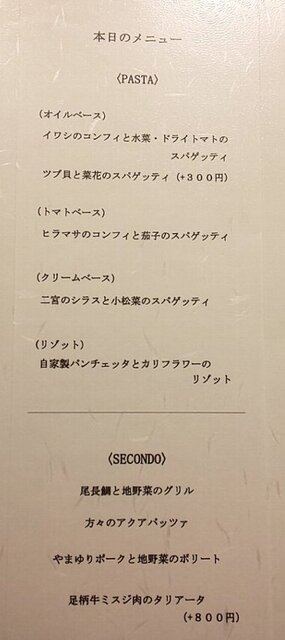 本日のメニュー
〈PASTA〉
（オイルベース）
イワシのコンフィと水菜・ドライトマトの
スパゲッティ
ツブ貝と菜花のスパゲッティ（+３００円）
（トマトベース）
ヒラマサのコンフィと茄子のスパゲッティ
（クリームベース）
二宮のシラスと小松菜のスパゲッティ
（リゾット）
自家製パンチェッタとカリフラワーの
リゾット
〈SECONDO〉
尾長鯛と地野菜のグリル
方々のアクアパッツァ
やまゆりポークと地野菜のボリート
足柄牛ミスジ肉のタリアータ
（+８００円）